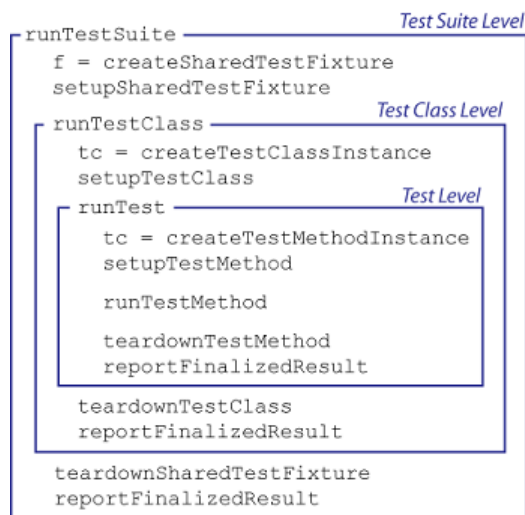 Test Suite Level
runTestSuite
f = createSharedTestFixture
setupSharedTestFixture
Test Class Level
runTestClass
tc = createTestClassInstance
setupTestClass
Test Level
runTest
tc = createTestMethodInstance
setupTestMethod
runTestMethod
teardownTestMethod
reportFinalizedResult
teardownTestClass
reportFinalizedResult
teardownSharedTestFixture
reportFinalizedResult